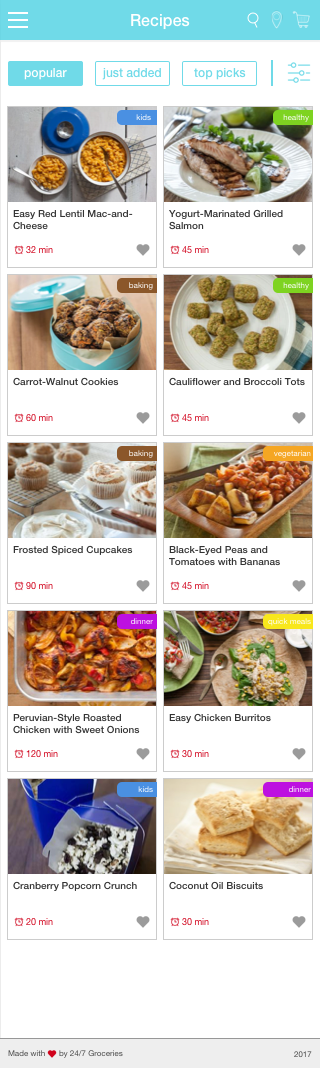 Recipes
popular
just added
top picks
kids
healthy
Easy Red Lentil Mac-and-
Cheese
32 min
Yogurt-Marinated Grilled
Salmon
45 min
baking
healthy
Carrot-Walnut Cookies
60 min
Cauliflower and Broccoli Tots
45 min
baking
vegetarian
Frosted Spiced Cupcakes
90 min
Black-Eyed Peas and
Tomatoes with Bananas
45 min
dinner
quick meals
Peruvian-Style Roasted
Chicken with Sweet Onions
120 min
Easy Chicken Burritos
30 min
kids
dinner
Cranberry Popcorn Crunch
20 min
Coconut Oil Biscuits
30 min
Made with ❤ by 24/7 Groceries
2017